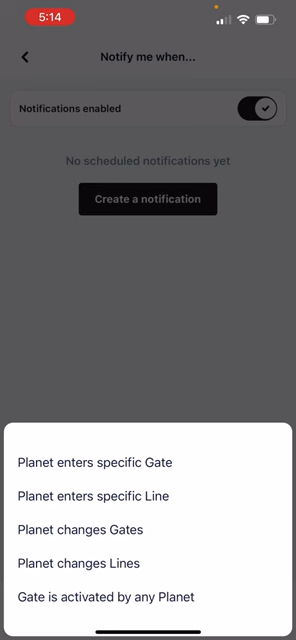 5:14
Notify me when...
Notifications enabled
No scheduled notifications yet
Create a notification
Planet enters specific Gate
Planet enters specific Line
Planet changes Gates
Planet changes Lines
Gate is activated by any Planet